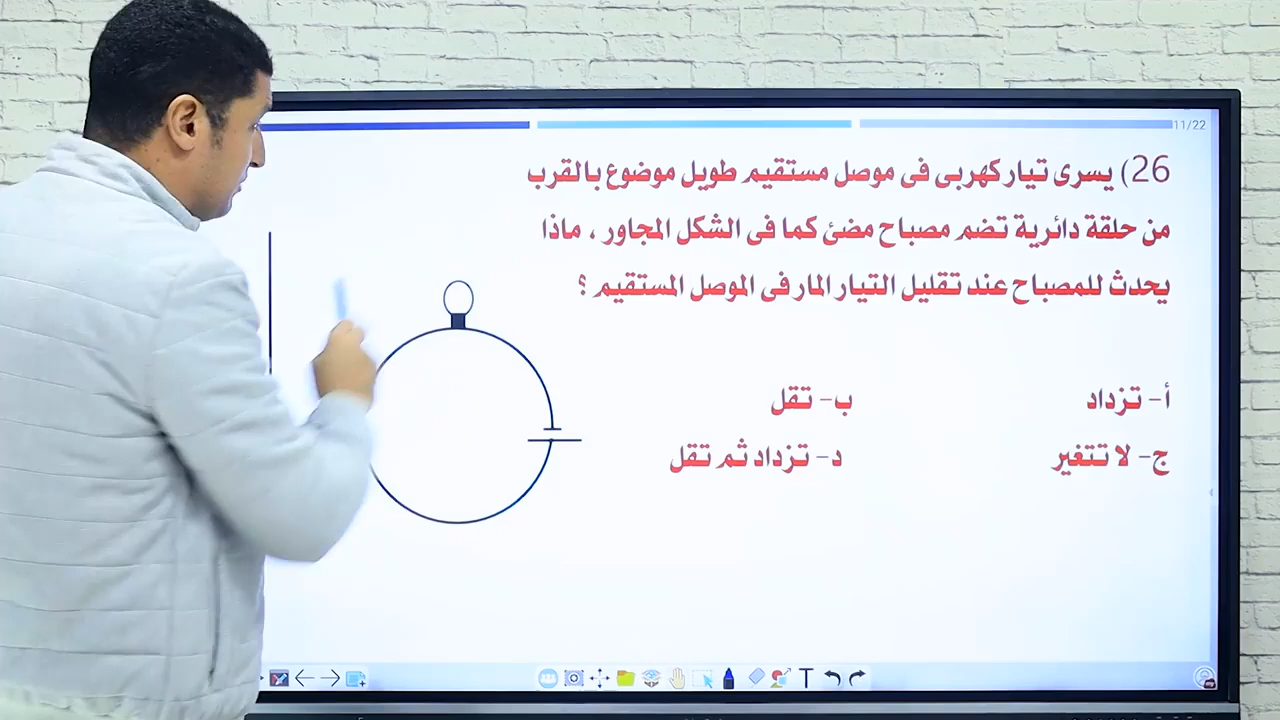 11/22
26) يسرى تيار كهربى فى موصل مستقيم طويل موضوع بالقرب
من حلقة دائرية تضم مصباح مضئ كما فى الشكل المجاور ، ماذا
يحدث للمصباح عند تقليل التيار المار فى الموصل المستقيم ؟
أ- تزداد
ب- تقل
ج- لا تتغير
د- تزداد ثم تقل